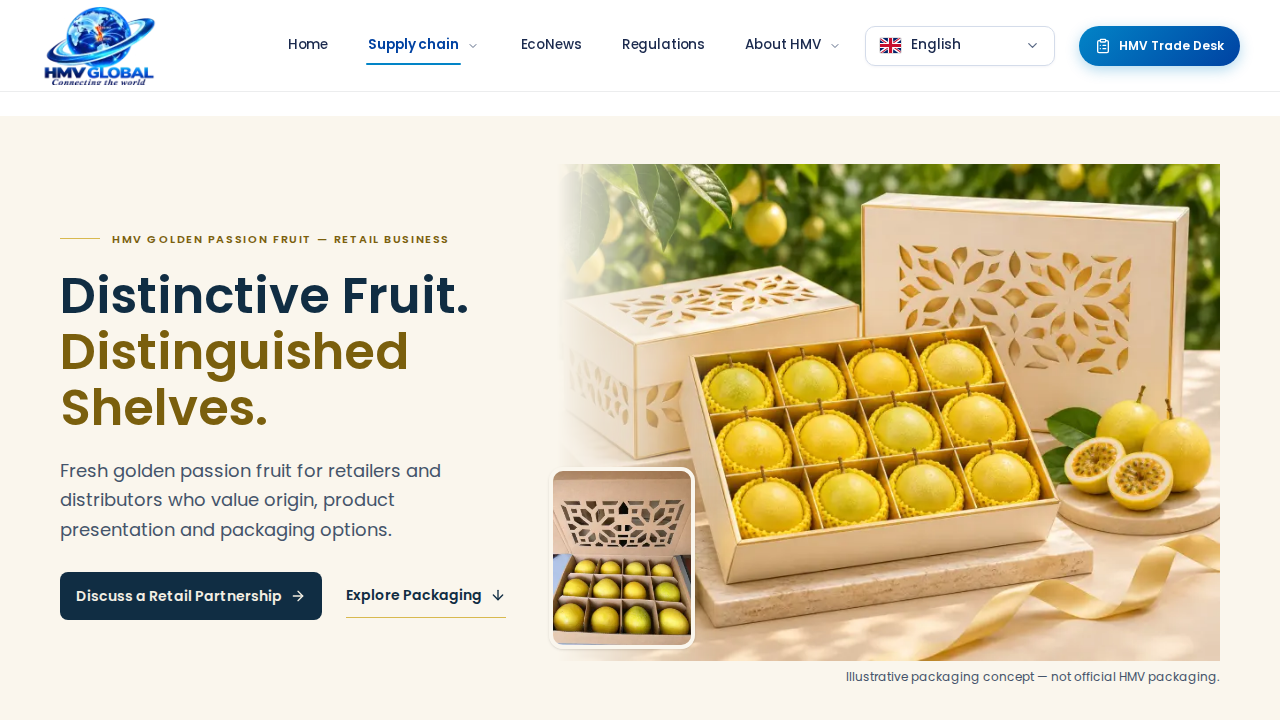 HMV GLOBAL
Connecting the world
Home
Supply chain
EcoNews
Regulations
About HMV
English
HMV Trade Desk
HMV GOLDEN PASSION FRUIT — RETAIL BUSINESS
Distinctive Fruit.
Distinguished
Shelves.
Fresh golden passion fruit for retailers and
distributors who value origin, product
presentation and packaging options.
Discuss a Retail Partnership
Explore Packaging
Illustrative packaging concept — not official HMV packaging.